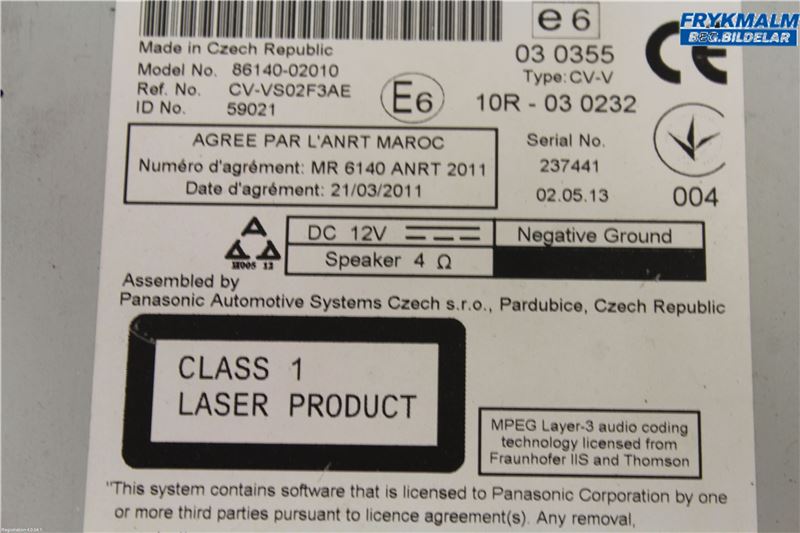 FRYKMALM
B2G.BILDELAR
e6
Made in Czech Republic
Model No. 86140-02010
Ref. No. CV-VS02F3AE
ID No. 59021
E6
03 0355
Type:CV-V
10R - 03 0232
CE
AGREE PAR L'ANRT MAROC
Numéro d'agrément: MR 6140 ANRT 2011
Date d'agrément: 21/03/2011
Serial No.
237441
02.05.13
004
M005 12
DC 12V
Negative Ground
Speaker 4 Ω
Assembled by
Panasonic Automotive Systems Czech s.r.o., Pardubice, Czech Republic
CLASS 1
LASER PRODUCT
MPEG Layer-3 audio coding
technology licensed from
Fraunhofer IIS and Thomson
"This system contains software that is licensed to Panasonic Corporation by one
or more third parties pursuant to licence agreement(s). Any removal,